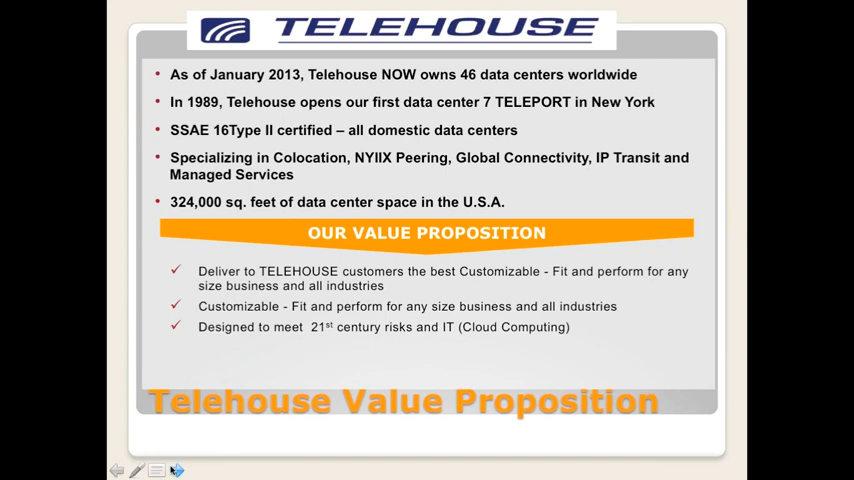 TELEHOUSE
• As of January 2013, Telehouse NOW owns 46 data centers worldwide
• In 1989, Telehouse opens our first data center 7 TELEPORT in New York
• SSAE 16Type II certified – all domestic data centers
• Specializing in Colocation, NYIIX Peering, Global Connectivity, IP Transit and
Managed Services
• 324,000 sq. feet of data center space in the U.S.A.
OUR VALUE PROPOSITION
✓ Deliver to TELEHOUSE customers the best Customizable - Fit and perform for any
size business and all industries
✓ Customizable - Fit and perform for any size business and all industries
✓ Designed to meet  21st century risks and IT (Cloud Computing)
Telehouse Value Proposition